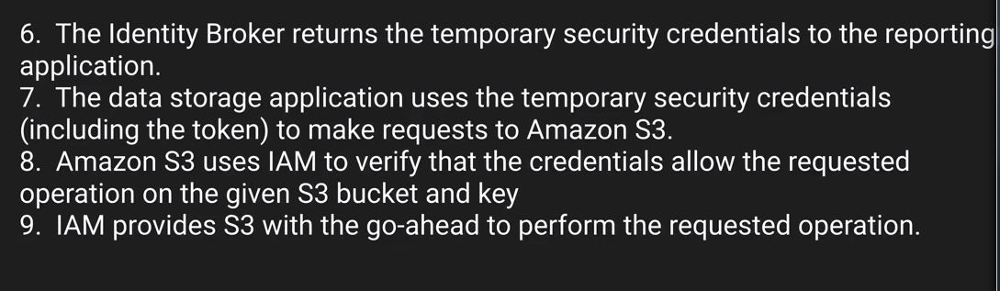 6.  The Identity Broker returns the temporary security credentials to the reporting
application.
7.  The data storage application uses the temporary security credentials
(including the token) to make requests to Amazon S3.
8.  Amazon S3 uses IAM to verify that the credentials allow the requested
operation on the given S3 bucket and key
9.  IAM provides S3 with the go-ahead to perform the requested operation.